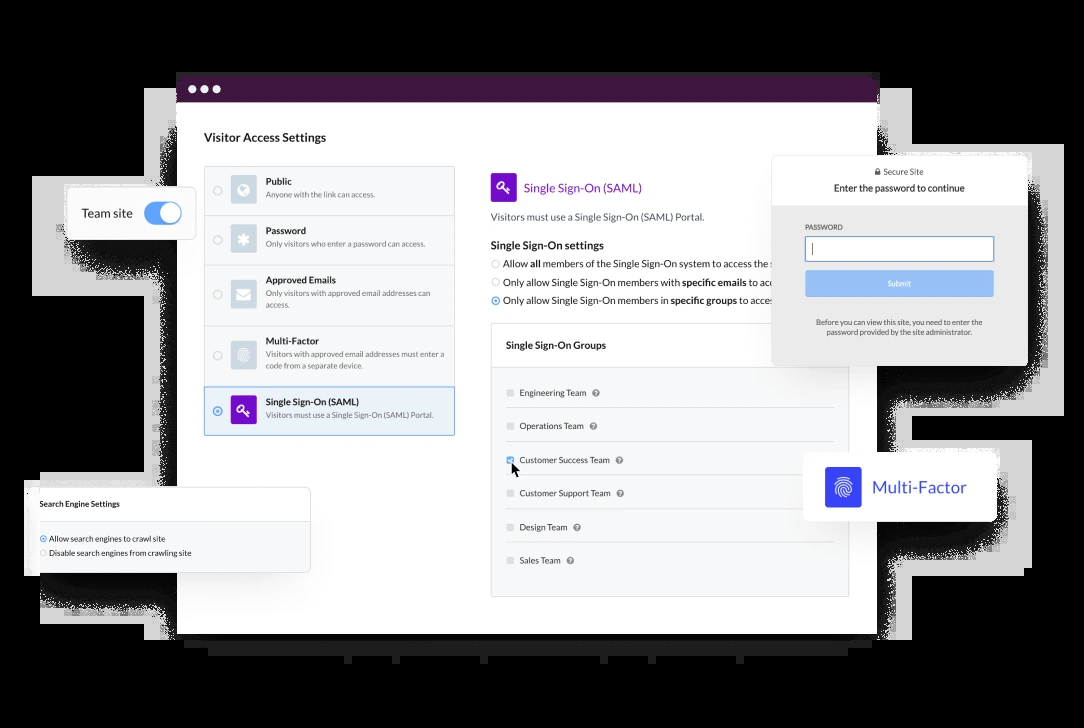 Visitor Access Settings
Team site
Public
Anyone with the link can access.
Password
Only visitors who enter a password can access.
Approved Emails
Only visitors with approved email addresses can
access.
Multi-Factor
Visitors with approved email addresses must enter a
code from a separate device.
Single Sign-On (SAML)
Visitors must use a Single Sign-On (SAML) Portal.
Search Engine Settings
Allow search engines to crawl site
Disable search engines from crawling site
Single Sign-On (SAML)
Visitors must use a Single Sign-On (SAML) Portal.
Single Sign-On settings
Allow all members of the Single Sign-On system to access the
Only allow Single Sign-On members with specific emails to
Only allow Single Sign-On members in specific groups to
Single Sign-On Groups
Engineering Team
Operations Team
Customer Success Team
Customer Support Team
Design Team
Sales Team
Secure Site
Enter the password to continue
PASSWORD
Submit
Before you can view this site, you need to enter the
password provided by the site administrator.
Multi-Factor